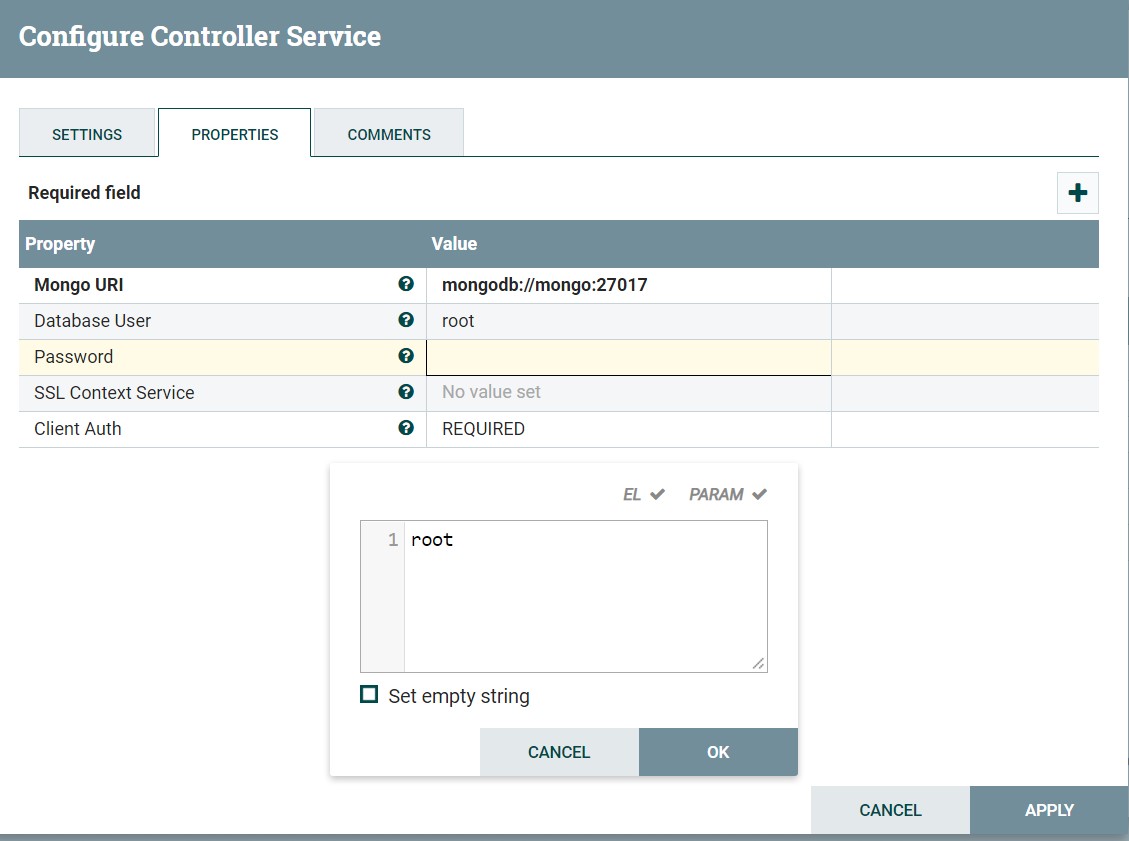 Configure Controller Service
SETTINGS PROPERTIES COMMENTS
Required field
Property Value
Mongo URI ? mongodb://mongo:27017
Database User ? root
Password ?
SSL Context Service ? No value set
Client Auth ? REQUIRED
EL PARAM
1 root
Set empty string
CANCEL OK
CANCEL APPLY